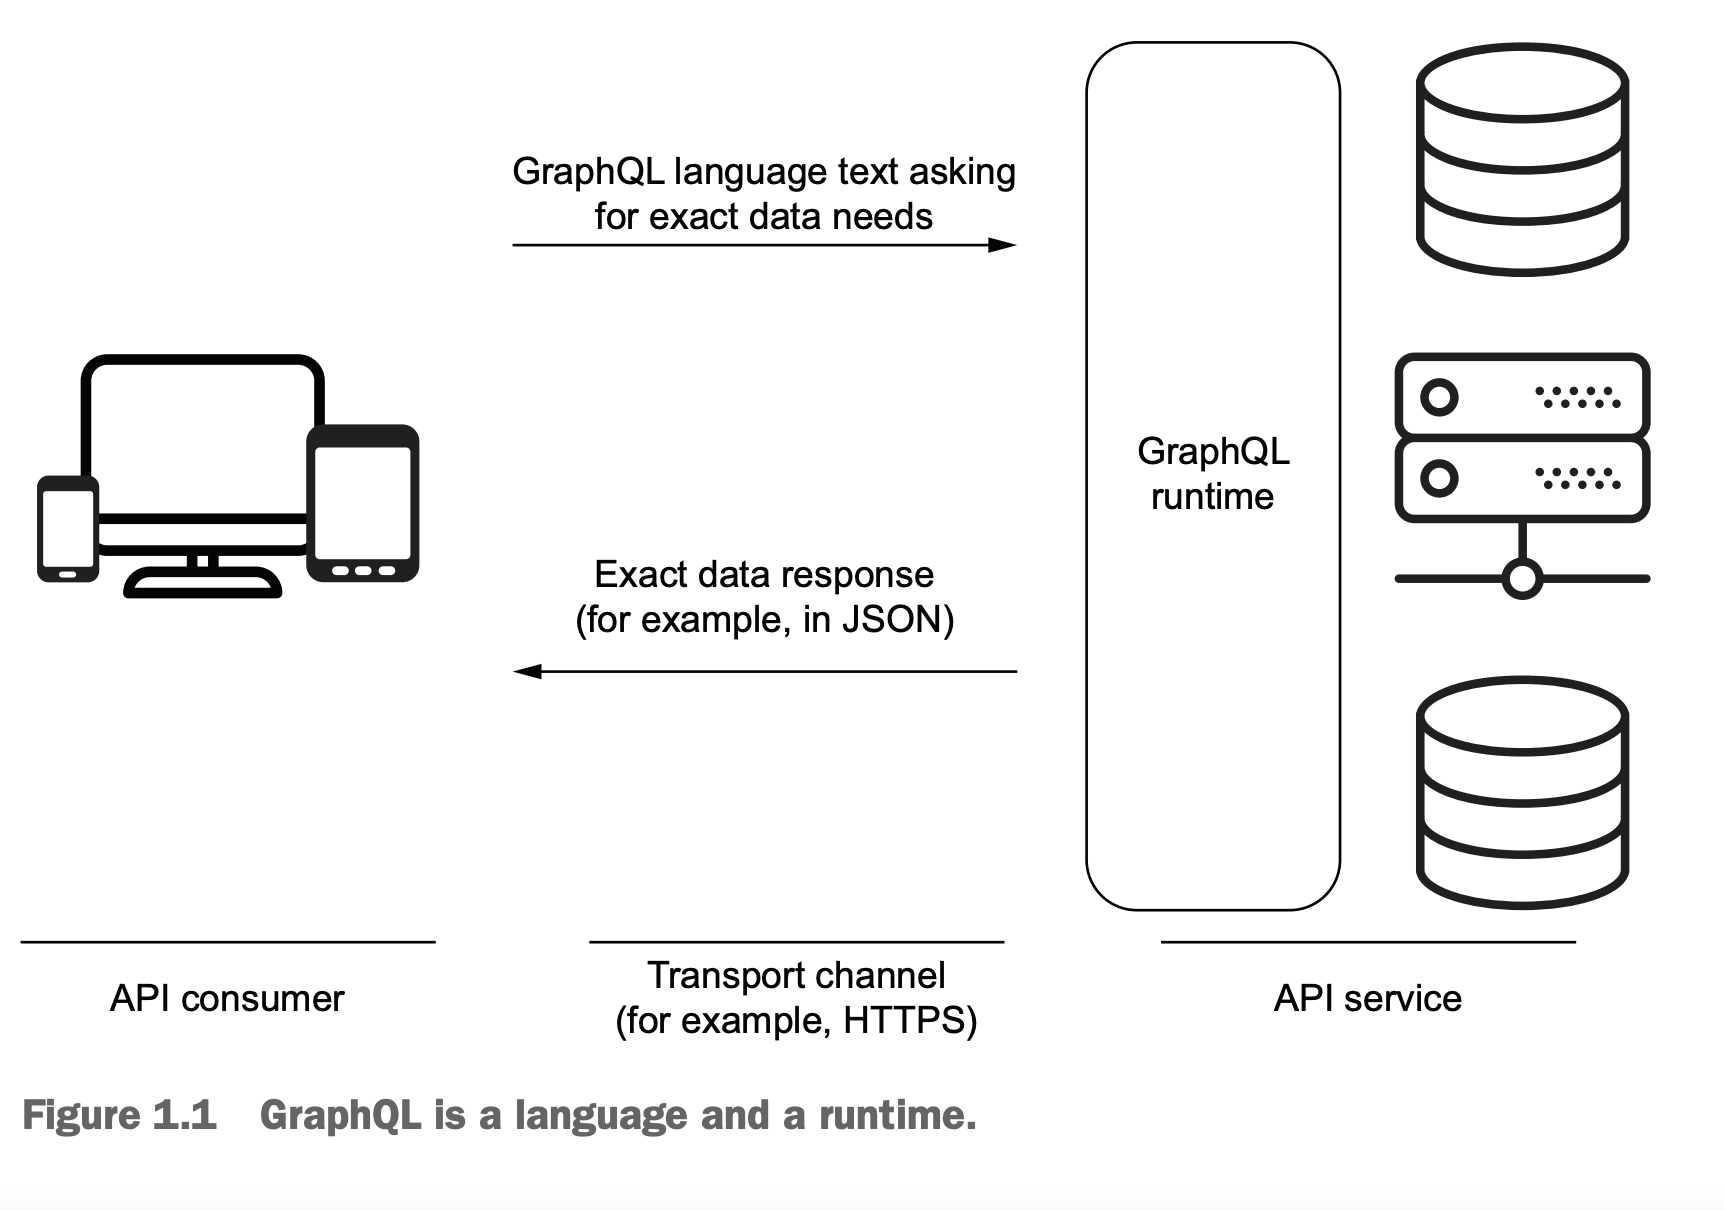 GraphQL language text asking
for exact data needs
GraphQL
runtime
Exact data response
(for example, in JSON)
API consumer
Transport channel
(for example, HTTPS)
API service
Figure 1.1 GraphQL is a language and a runtime.